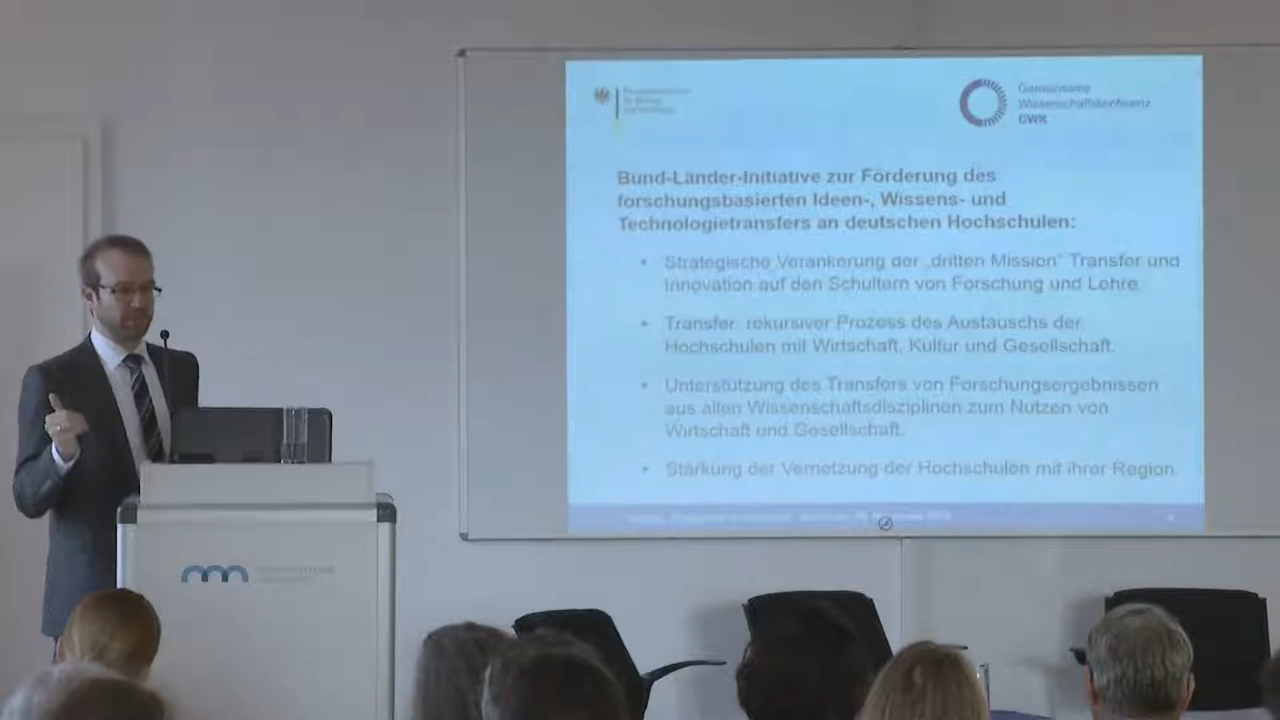 Gemeinsame
Wissenschaftskonferenz
GWK
Bund-Länder-Initiative zur Förderung des
forschungsbasierten Ideen-, Wissens- und
Technologietransfers an deutschen Hochschulen:
• Strategische Verankerung der „dritten Mission“ Transfer und
Innovation auf den Schultern von Forschung und Lehre
• Transfer: rekursiver Prozess des Austauschs der
Hochschulen mit Wirtschaft, Kultur und Gesellschaft.
• Unterstützung des Transfers von Forschungsergebnissen
aus allen Wissenschaftsdisziplinen zum Nutzen von
Wirtschaft und Gesellschaft.
• Stärkung der Vernetzung der Hochschulen mit ihrer Region